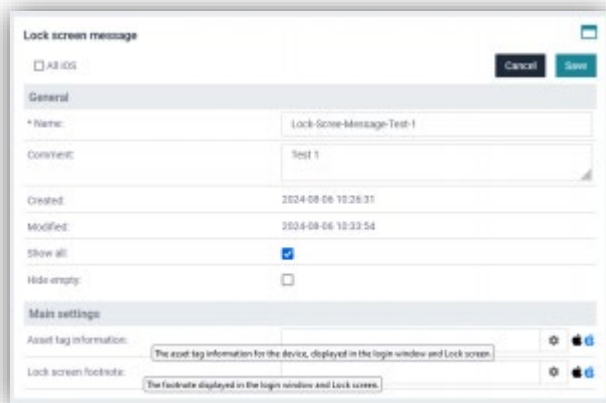 Lock screen message
All iOS
Cancel Save
General
* Name: Lock-Scree-Message-Test-1
Comment: Test 1
Created: 2024-08-06 10:26:31
Modified: 2024-08-06 10:33:54
Show all:
Hide empty:
Main settings
Asset tag information:
The asset tag information for the device, displayed in the login window and Lock screen.
Lock screen footnote:
The footnote displayed in the login window and Lock screen.